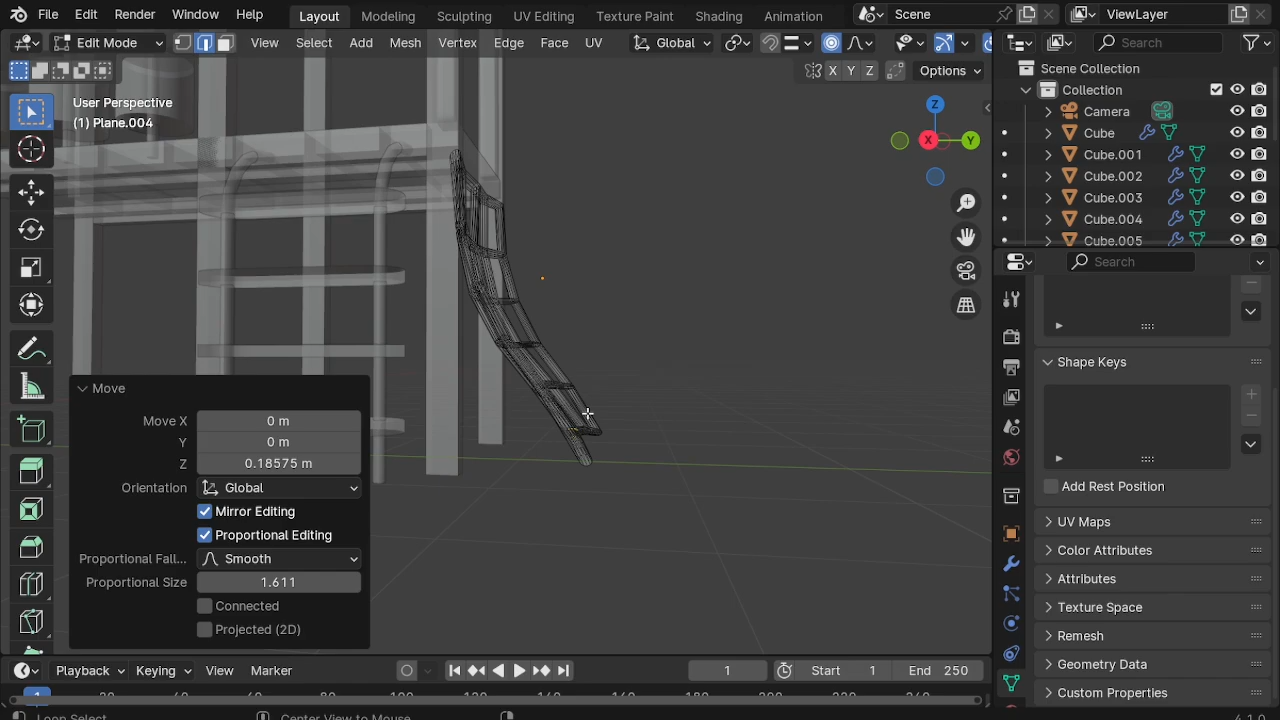 File Edit Render Window Help Layout Modeling Sculpting UV Editing Texture Paint Shading Animation Scene ViewLayer
Edit Mode View Select Add Mesh Vertex Edge Face UV Global Search
X Y Z Options
User Perspective
(1) Plane.004
Z
X Y
Scene Collection
Collection
Camera
Cube
Cube.001
Cube.002
Cube.003
Cube.004
Cube.005
Search
Shape Keys
Add Rest Position
UV Maps
Color Attributes
Attributes
Texture Space
Remesh
Geometry Data
Custom Properties
Move
Move X 0 m
Y 0 m
Z 0.18575 m
Orientation Global
Mirror Editing
Proportional Editing
Proportional Fall... Smooth
Proportional Size 1.611
Connected
Projected (2D)
Playback Keying View Marker 1 Start 1 End 250
1
Loop Select Center View to Mouse 4.1.0